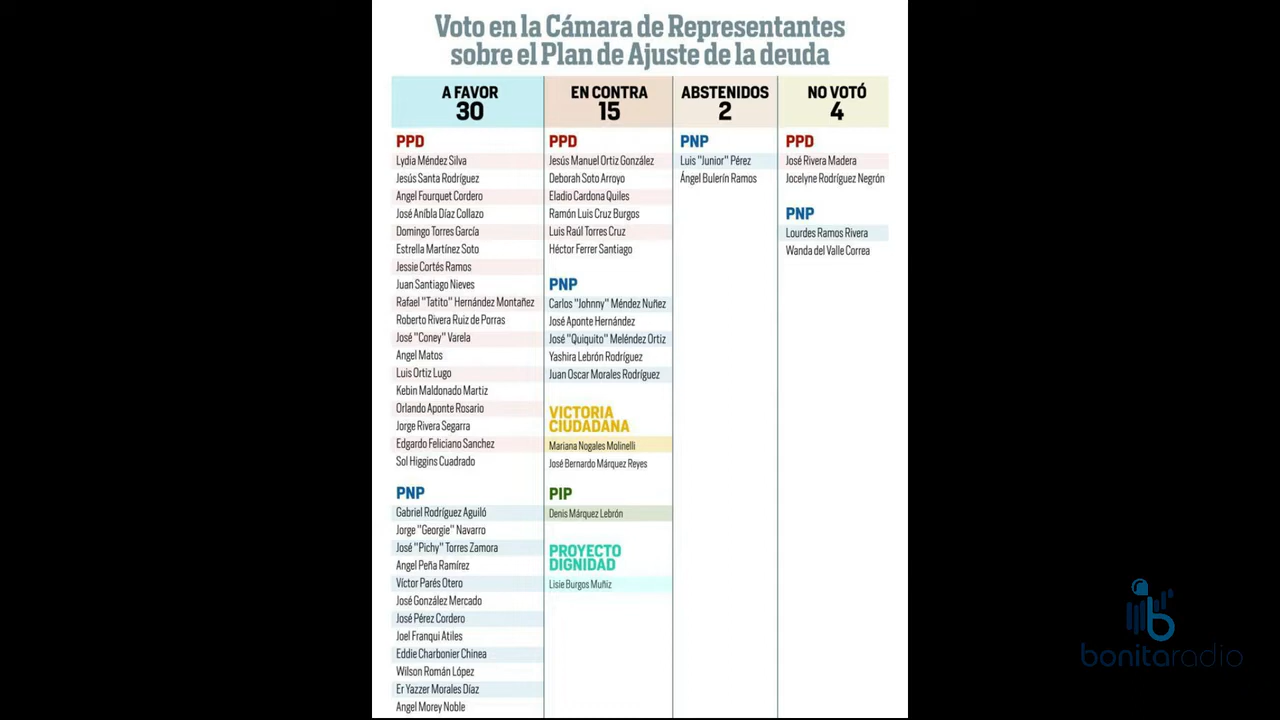 Voto en la Cámara de Representantes
sobre el Plan de Ajuste de la deuda
A FAVOR
30
PPD
Lydia Méndez Silva
Jesús Santa Rodríguez
Angel Fourquet Cordero
José Aníbla Díaz Collazo
Domingo Torres García
Estrella Martínez Soto
Jessie Cortés Ramos
Juan Santiago Nieves
Rafael "Tatito" Hernández Montañez
Roberto Rivera Ruiz de Porras
José "Coney" Varela
Angel Matos
Luis Ortiz Lugo
Kebin Maldonado Martiz
Orlando Aponte Rosario
Jorge Rivera Segarra
Edgardo Feliciano Sanchez
Sol Higgins Cuadrado
PNP
Gabriel Rodríguez Aguiló
Jorge "Georgie" Navarro
José "Pichy" Torres Zamora
Angel Peña Ramírez
Víctor Parés Otero
José González Mercado
José Pérez Cordero
Joel Franqui Atiles
Eddie Charbonier Chinea
Wilson Román López
Er Yazzer Morales Díaz
Angel Morey Noble
EN CONTRA
15
PPD
Jesús Manuel Ortiz González
Deborah Soto Arroyo
Eladio Cardona Quiles
Ramón Luis Cruz Burgos
Luis Raúl Torres Cruz
Héctor Ferrer Santiago
PNP
Carlos "Johnny" Méndez Nuñez
José Aponte Hernández
José "Quiquito" Meléndez Ortiz
Yashira Lebrón Rodríguez
Juan Oscar Morales Rodríguez
VICTORIA
CIUDADANA
Mariana Nogales Molinelli
José Bernardo Márquez Reyes
PIP
Denis Márquez Lebrón
PROYECTO
DIGNIDAD
Lisie Burgos Muñiz
ABSTENIDOS
2
PNP
Luis "Junior" Pérez
Ángel Bulerín Ramos
NO VOTÓ
4
PPD
José Rivera Madera
Jocelyne Rodríguez Negrón
PNP
Lourdes Ramos Rivera
Wanda del Valle Correa
bonitaradio